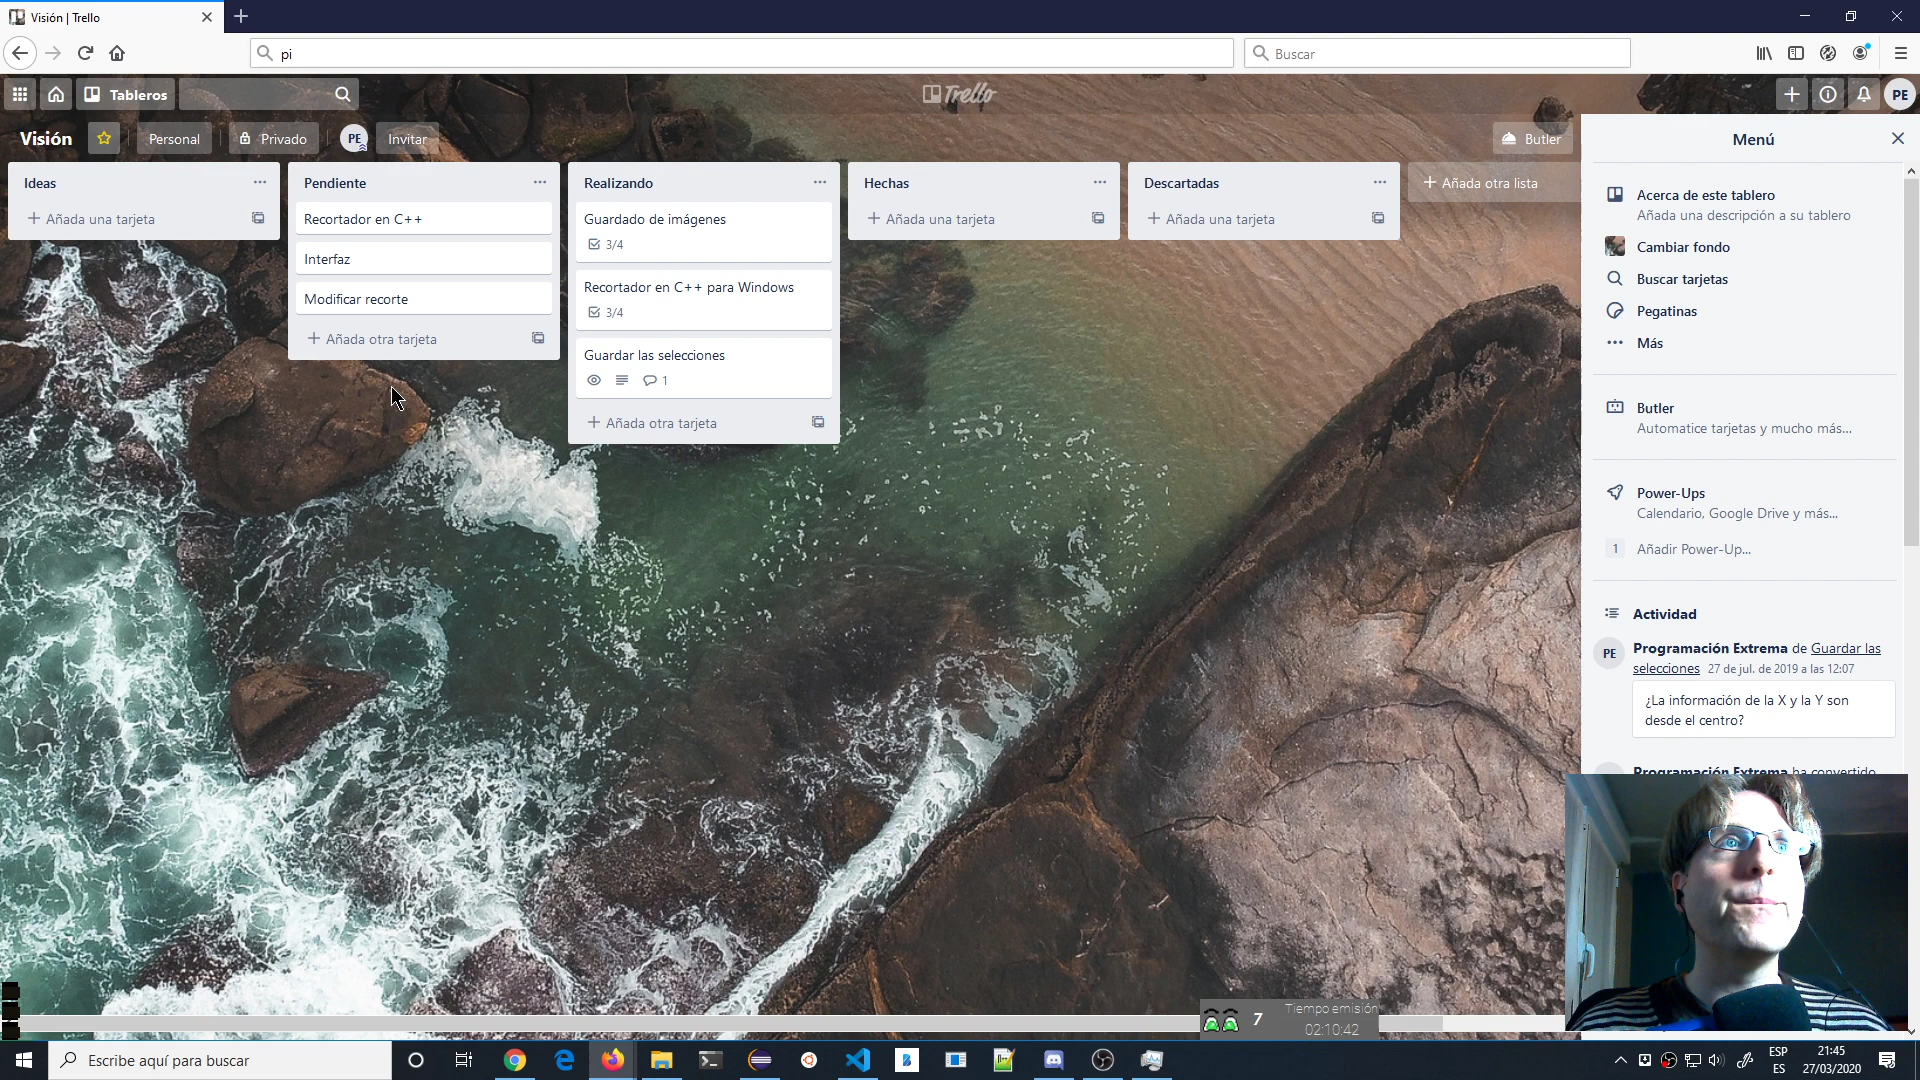 Visión | Trello
pi
Buscar
Tableros
Trello
PE
Visión
Personal
Privado
PE
Invitar
Butler
Menú
Ideas
Añada una tarjeta
Pendiente
Recortador en C++
Interfaz
Modificar recorte
Añada otra tarjeta
Realizando
Guardado de imágenes
3/4
Recortador en C++ para Windows
3/4
Guardar las selecciones
1
Añada otra tarjeta
Hechas
Añada una tarjeta
Descartadas
Añada una tarjeta
Añada otra lista
Acerca de este tablero
Añada una descripción a su tablero
Cambiar fondo
Buscar tarjetas
Pegatinas
Más
Butler
Automatice tarjetas y mucho más...
Power-Ups
Calendario, Google Drive y más...
1 Añadir Power-Up...
Actividad
PE
Programación Extrema de Guardar las
selecciones 27 de jul. de 2019 a las 12:07
¿La información de la X y la Y son
desde el centro?
Programación Extrema ha convertido
7
Tiempo emisión
02:10:42
Escribe aquí para buscar
ESP
ES
21:45
27/03/2020